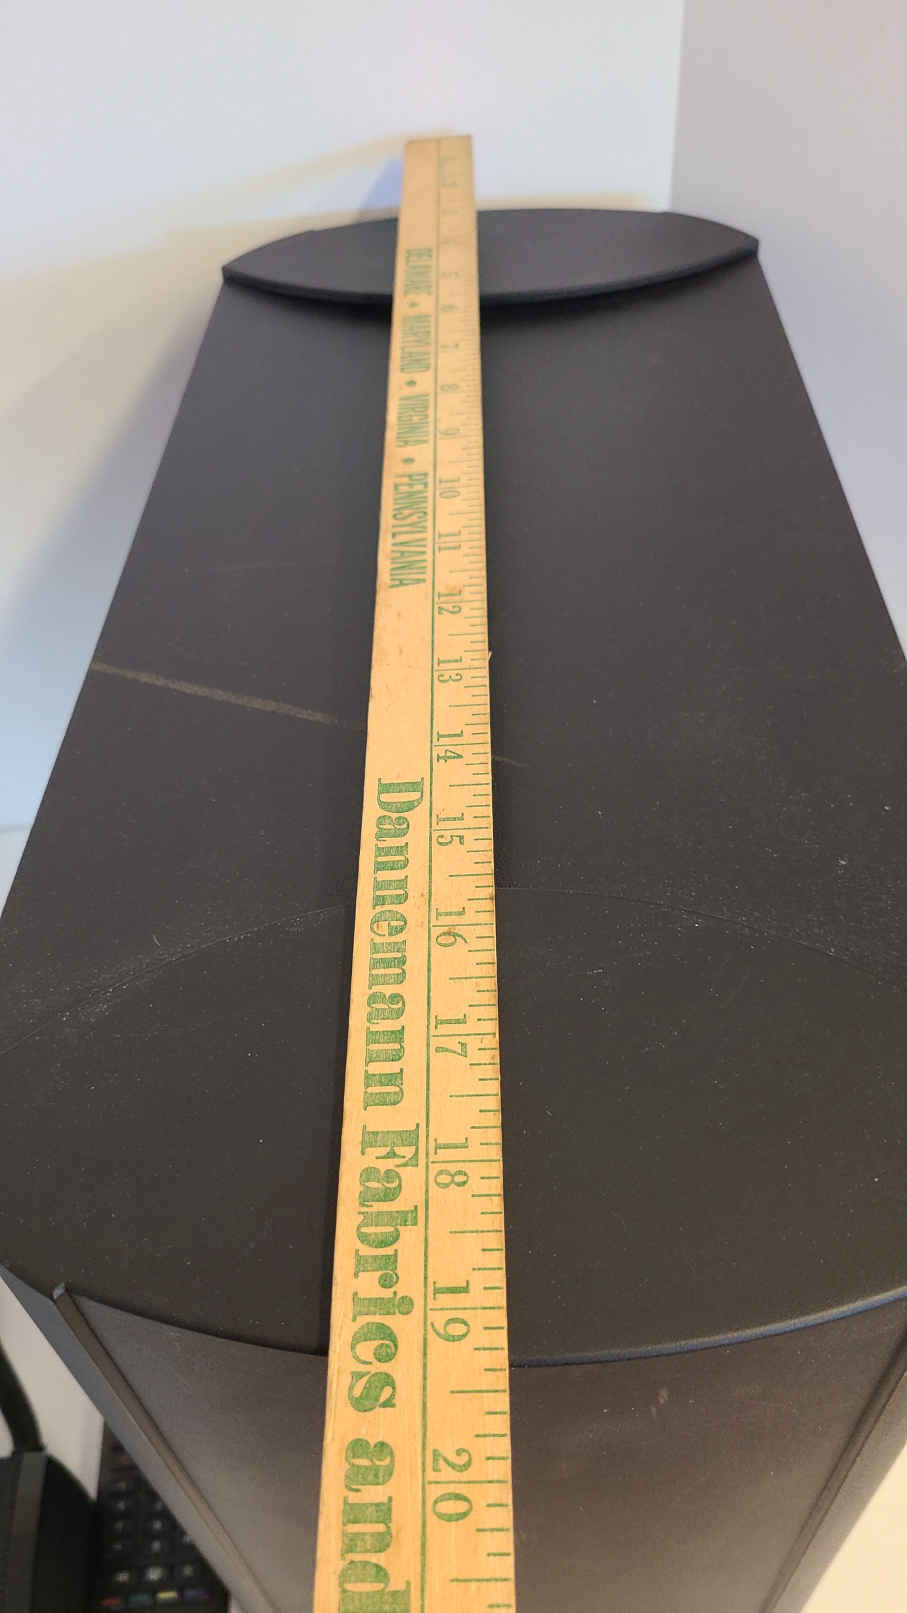 DELAWARE • MARYLAND • VIRGINIA • PENNSYLVANIA
Dannemann Fabrics and
3 4 5 6 7 8 9 10 11 12 13 14 15 16 17 18 19 20